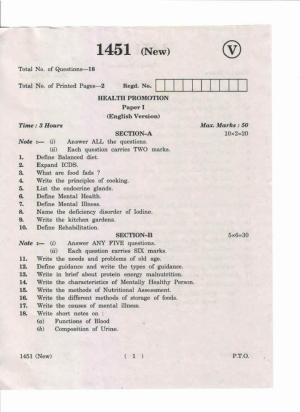 1451 (New)
V
Total No. of Questions—18
Total No. of Printed Pages—2 Regd. No.
HEALTH PROMOTION
Paper I
(English Version)
Time : 3 Hours Max. Marks : 50
SECTION-A 10×2=20
Note :— (i) Answer ALL the questions.
(ii) Each question carries TWO marks.
1. Define Balanced diet.
2. Expand ICDS.
3. What are food fads ?
4. Write the principles of cooking.
5. List the endocrine glands.
6. Define Mental Health.
7. Define Mental Illness.
8. Name the deficiency disorder of Iodine.
9. Write the kitchen gardens.
10. Define Rehabilitation.
SECTION-B 5×6=30
Note :— (i) Answer ANY FIVE questions.
(ii) Each question carries SIX marks.
11. Write the needs and problems of old age.
12. Define guidance and write the types of guidance.
13. Write in brief about protein energy malnutrition.
14. Write the characteristics of Mentally Healthy Person.
15. Write the methods of Nutritional Assessment.
16. Write the different methods of storage of foods.
17. Write the causes of mental illness.
18. Write short notes on :
(a) Functions of Blood
(b) Composition of Urine.
1451 (New) ( 1 ) P.T.O.